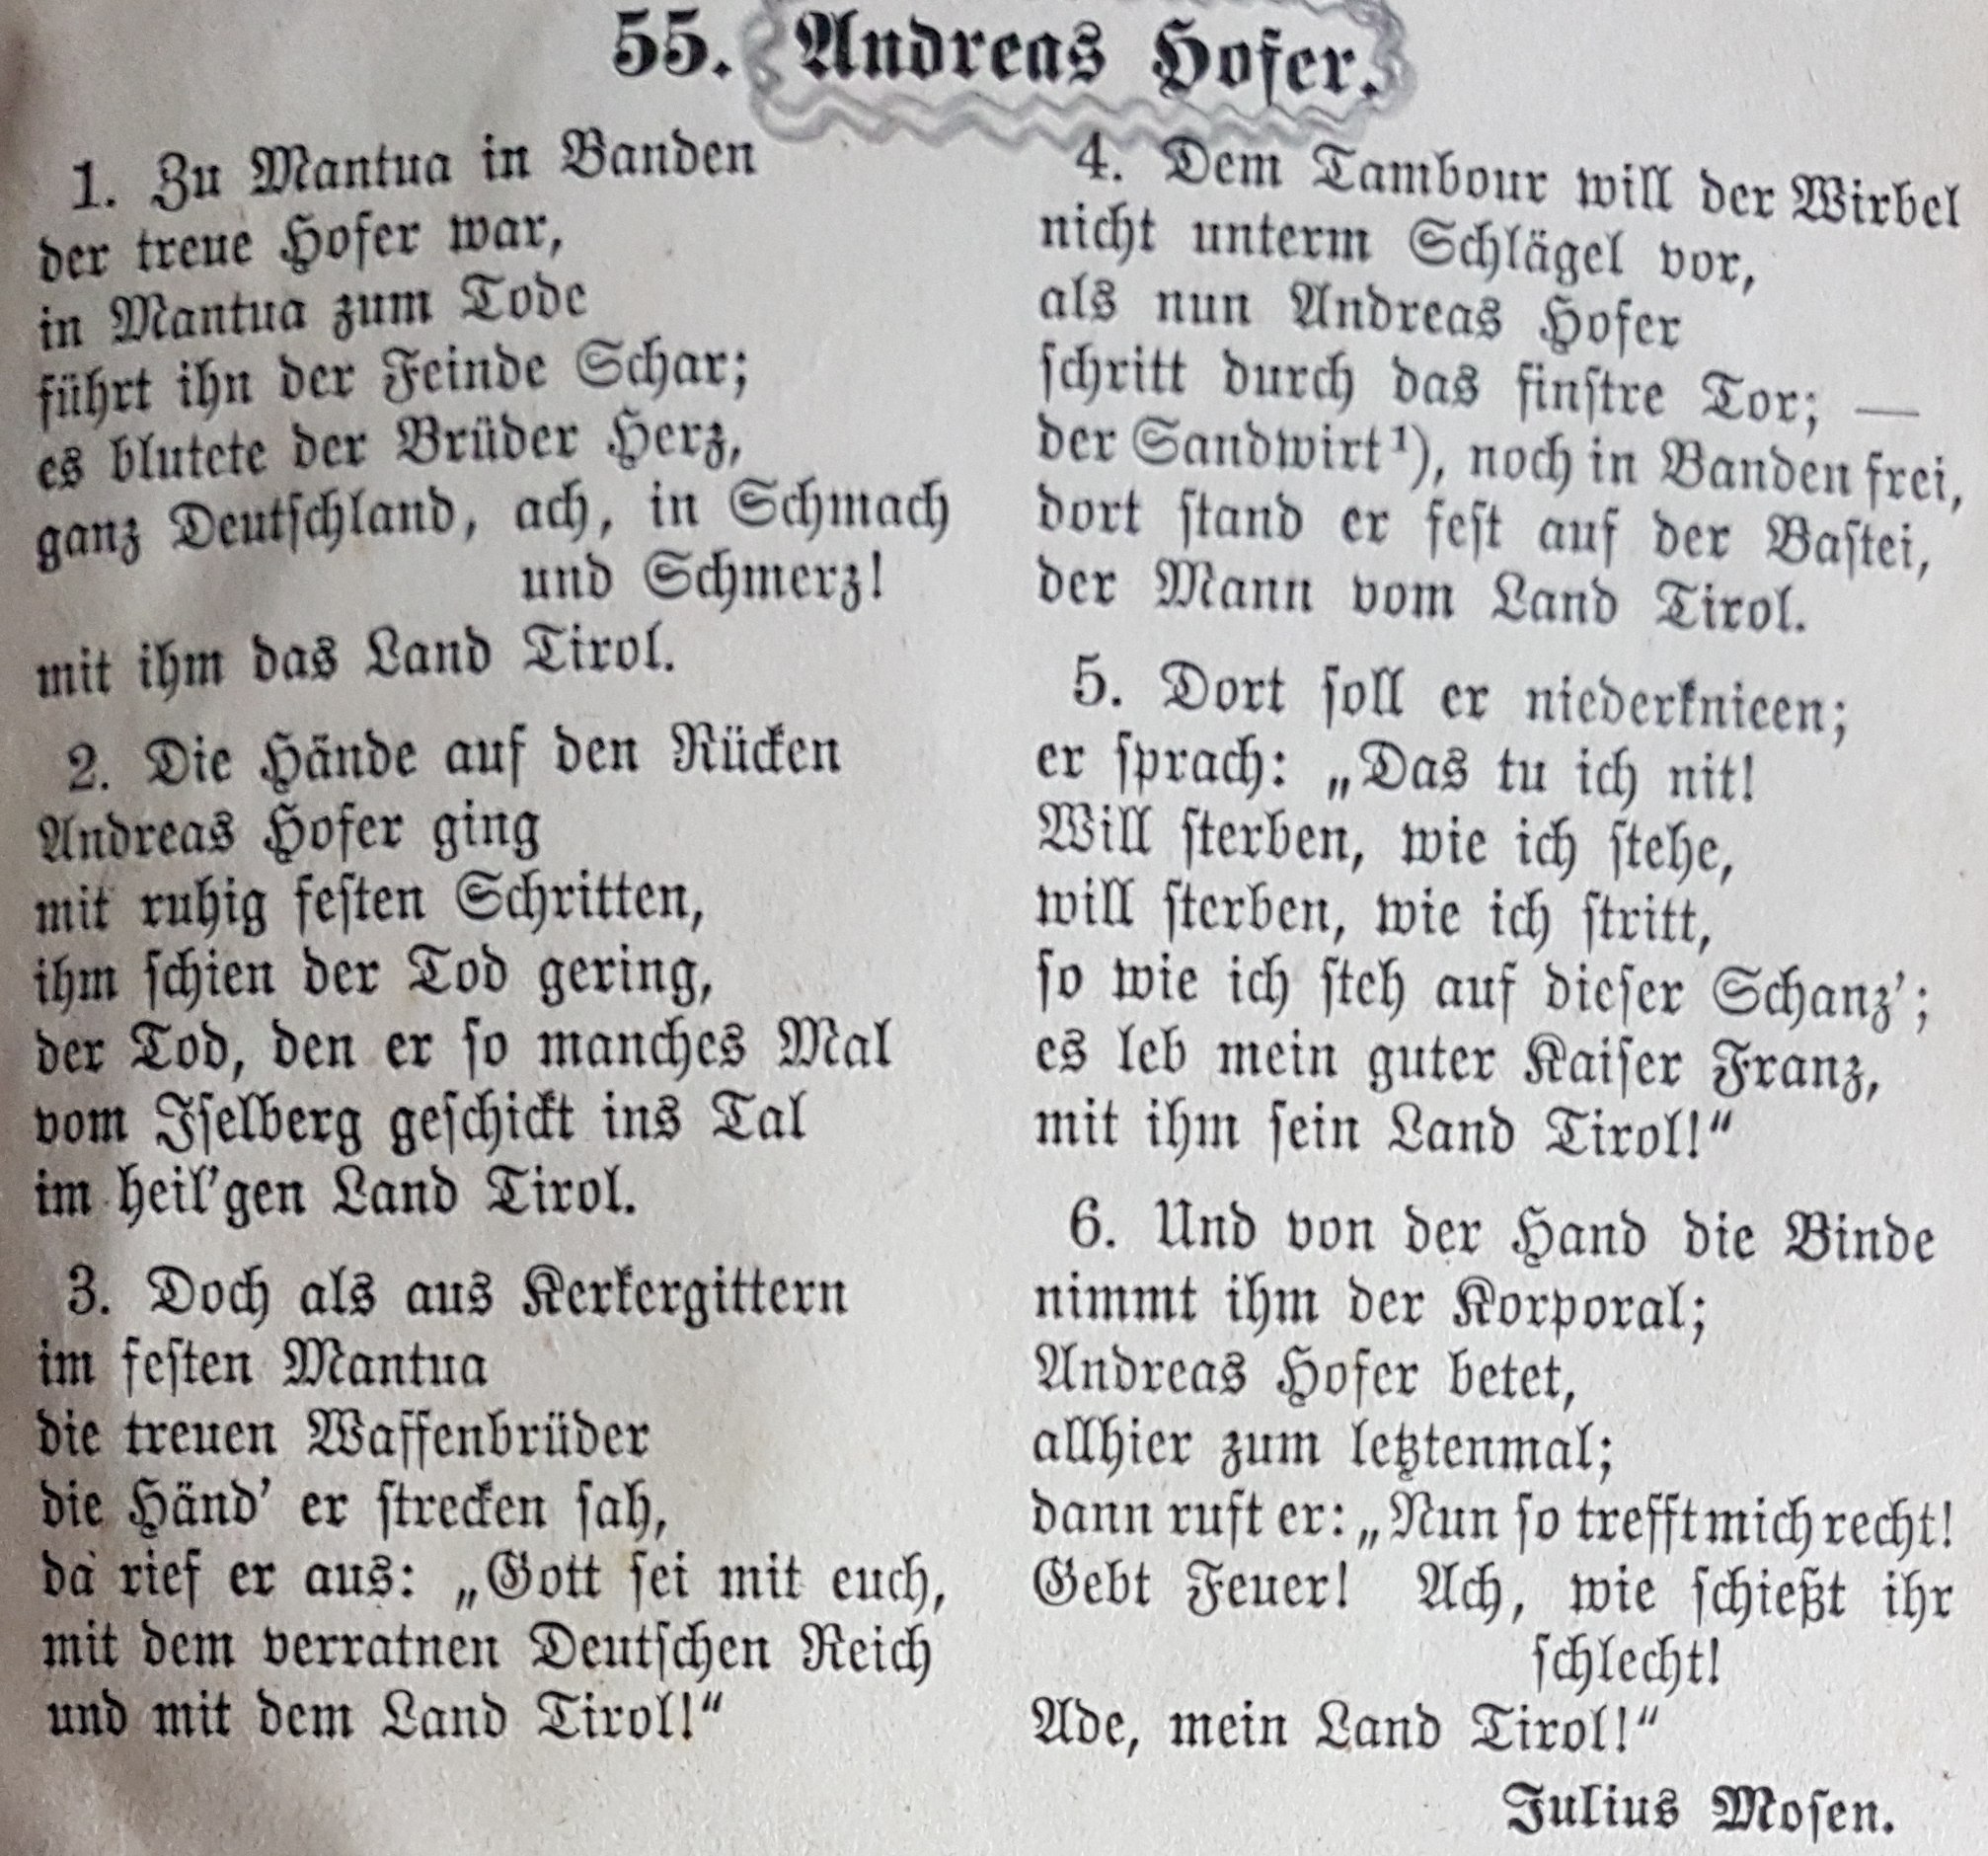 55. Andreas Hofer.
1. Zu Mantua in Banden
der treue Hofer war,
in Mantua zum Tode
führt ihn der Feinde Schar;
es blutete der Brüder Herz,
ganz Deutſchland, ach, in Schmach
und Schmerz!
mit ihm das Land Tirol.
2. Die Hände auf den Rücken
Andreas Hofer ging
mit ruhig feſten Schritten,
ihm ſchien der Tod gering,
der Tod, den er ſo manches Mal
vom Iſelberg geſchickt ins Tal
im heil'gen Land Tirol.
3. Doch als aus Kerkergittern
im feſten Mantua
die treuen Waffenbrüder
die Händ' er ſtrecken ſah,
da rief er aus: „Gott ſei mit euch,
mit dem verratnen Deutſchen Reich
und mit dem Land Tirol!“
4. Dem Tambour will der Wirbel
nicht unterm Schlägel vor,
als nun Andreas Hofer
ſchritt durch das finſtre Tor; —
der Sandwirt¹), noch in Banden frei,
dort ſtand er feſt auf der Baſtei,
der Mann vom Land Tirol.
5. Dort ſoll er niederknieen;
er ſprach: „Das tu ich nit!
Will ſterben, wie ich ſtehe,
will ſterben, wie ich ſtritt,
ſo wie ich ſteh auf dieſer Schanz';
es leb mein guter Kaiſer Franz,
mit ihm ſein Land Tirol!“
6. Und von der Hand die Binde
nimmt ihm der Korporal;
Andreas Hofer betet,
allhier zum letztenmal;
dann ruft er: „Nun ſo trefft mich recht!
Gebt Feuer! Ach, wie ſchießt ihr
ſchlecht!
Ade, mein Land Tirol!“
Julius Moſen.